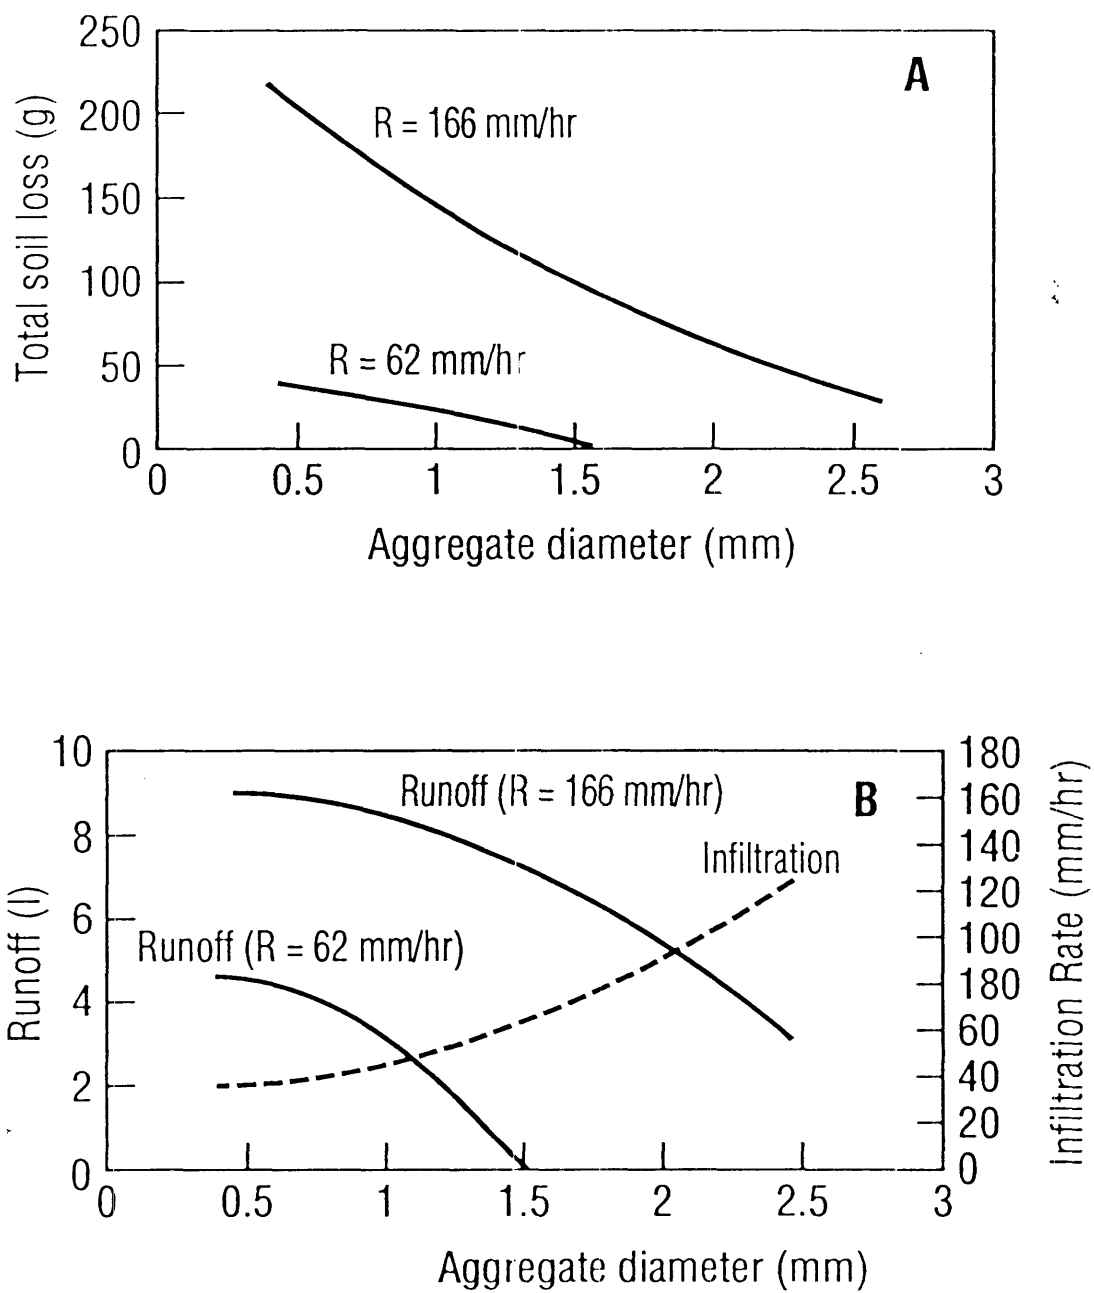 250
A
200
R = 166 mm/hr
150
100
50
R = 62 mm/hr
0
0 0.5 1 1.5 2 2.5 3
Total soil loss (g)
Aggregate diameter (mm)
10
180
Runoff (R = 166 mm/hr)
B
160
8
140
Infiltration
120
6
Runoff (R = 62 mm/hr)
100
180
4
60
2
40
20
0
0
0 0.5 1 1.5 2 2.5 3
Runoff (l)
Infiltration Rate (mm/hr)
Aggregate diameter (mm)